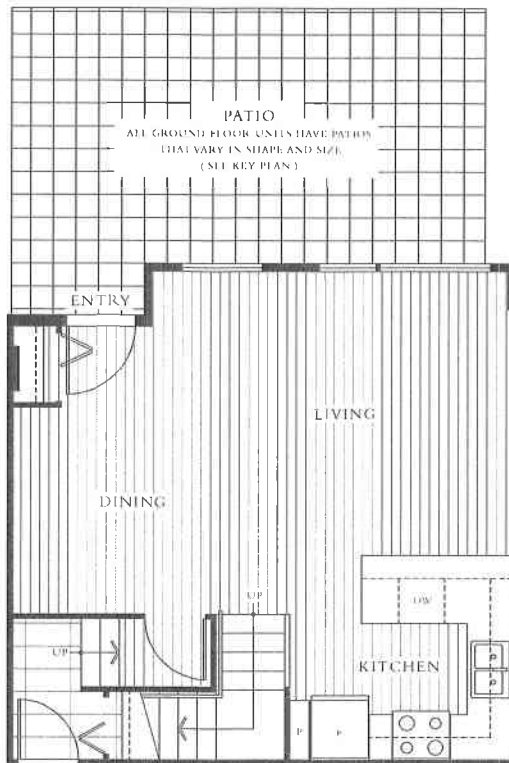 PATIO
ALL GROUND FLOOR UNITS HAVE PATIOS
THAT VARY IN SHAPE AND SIZE
( SEE KEY PLAN )
ENTRY
LIVING
DINING
UP
DW
UP
KITCHEN
P
F